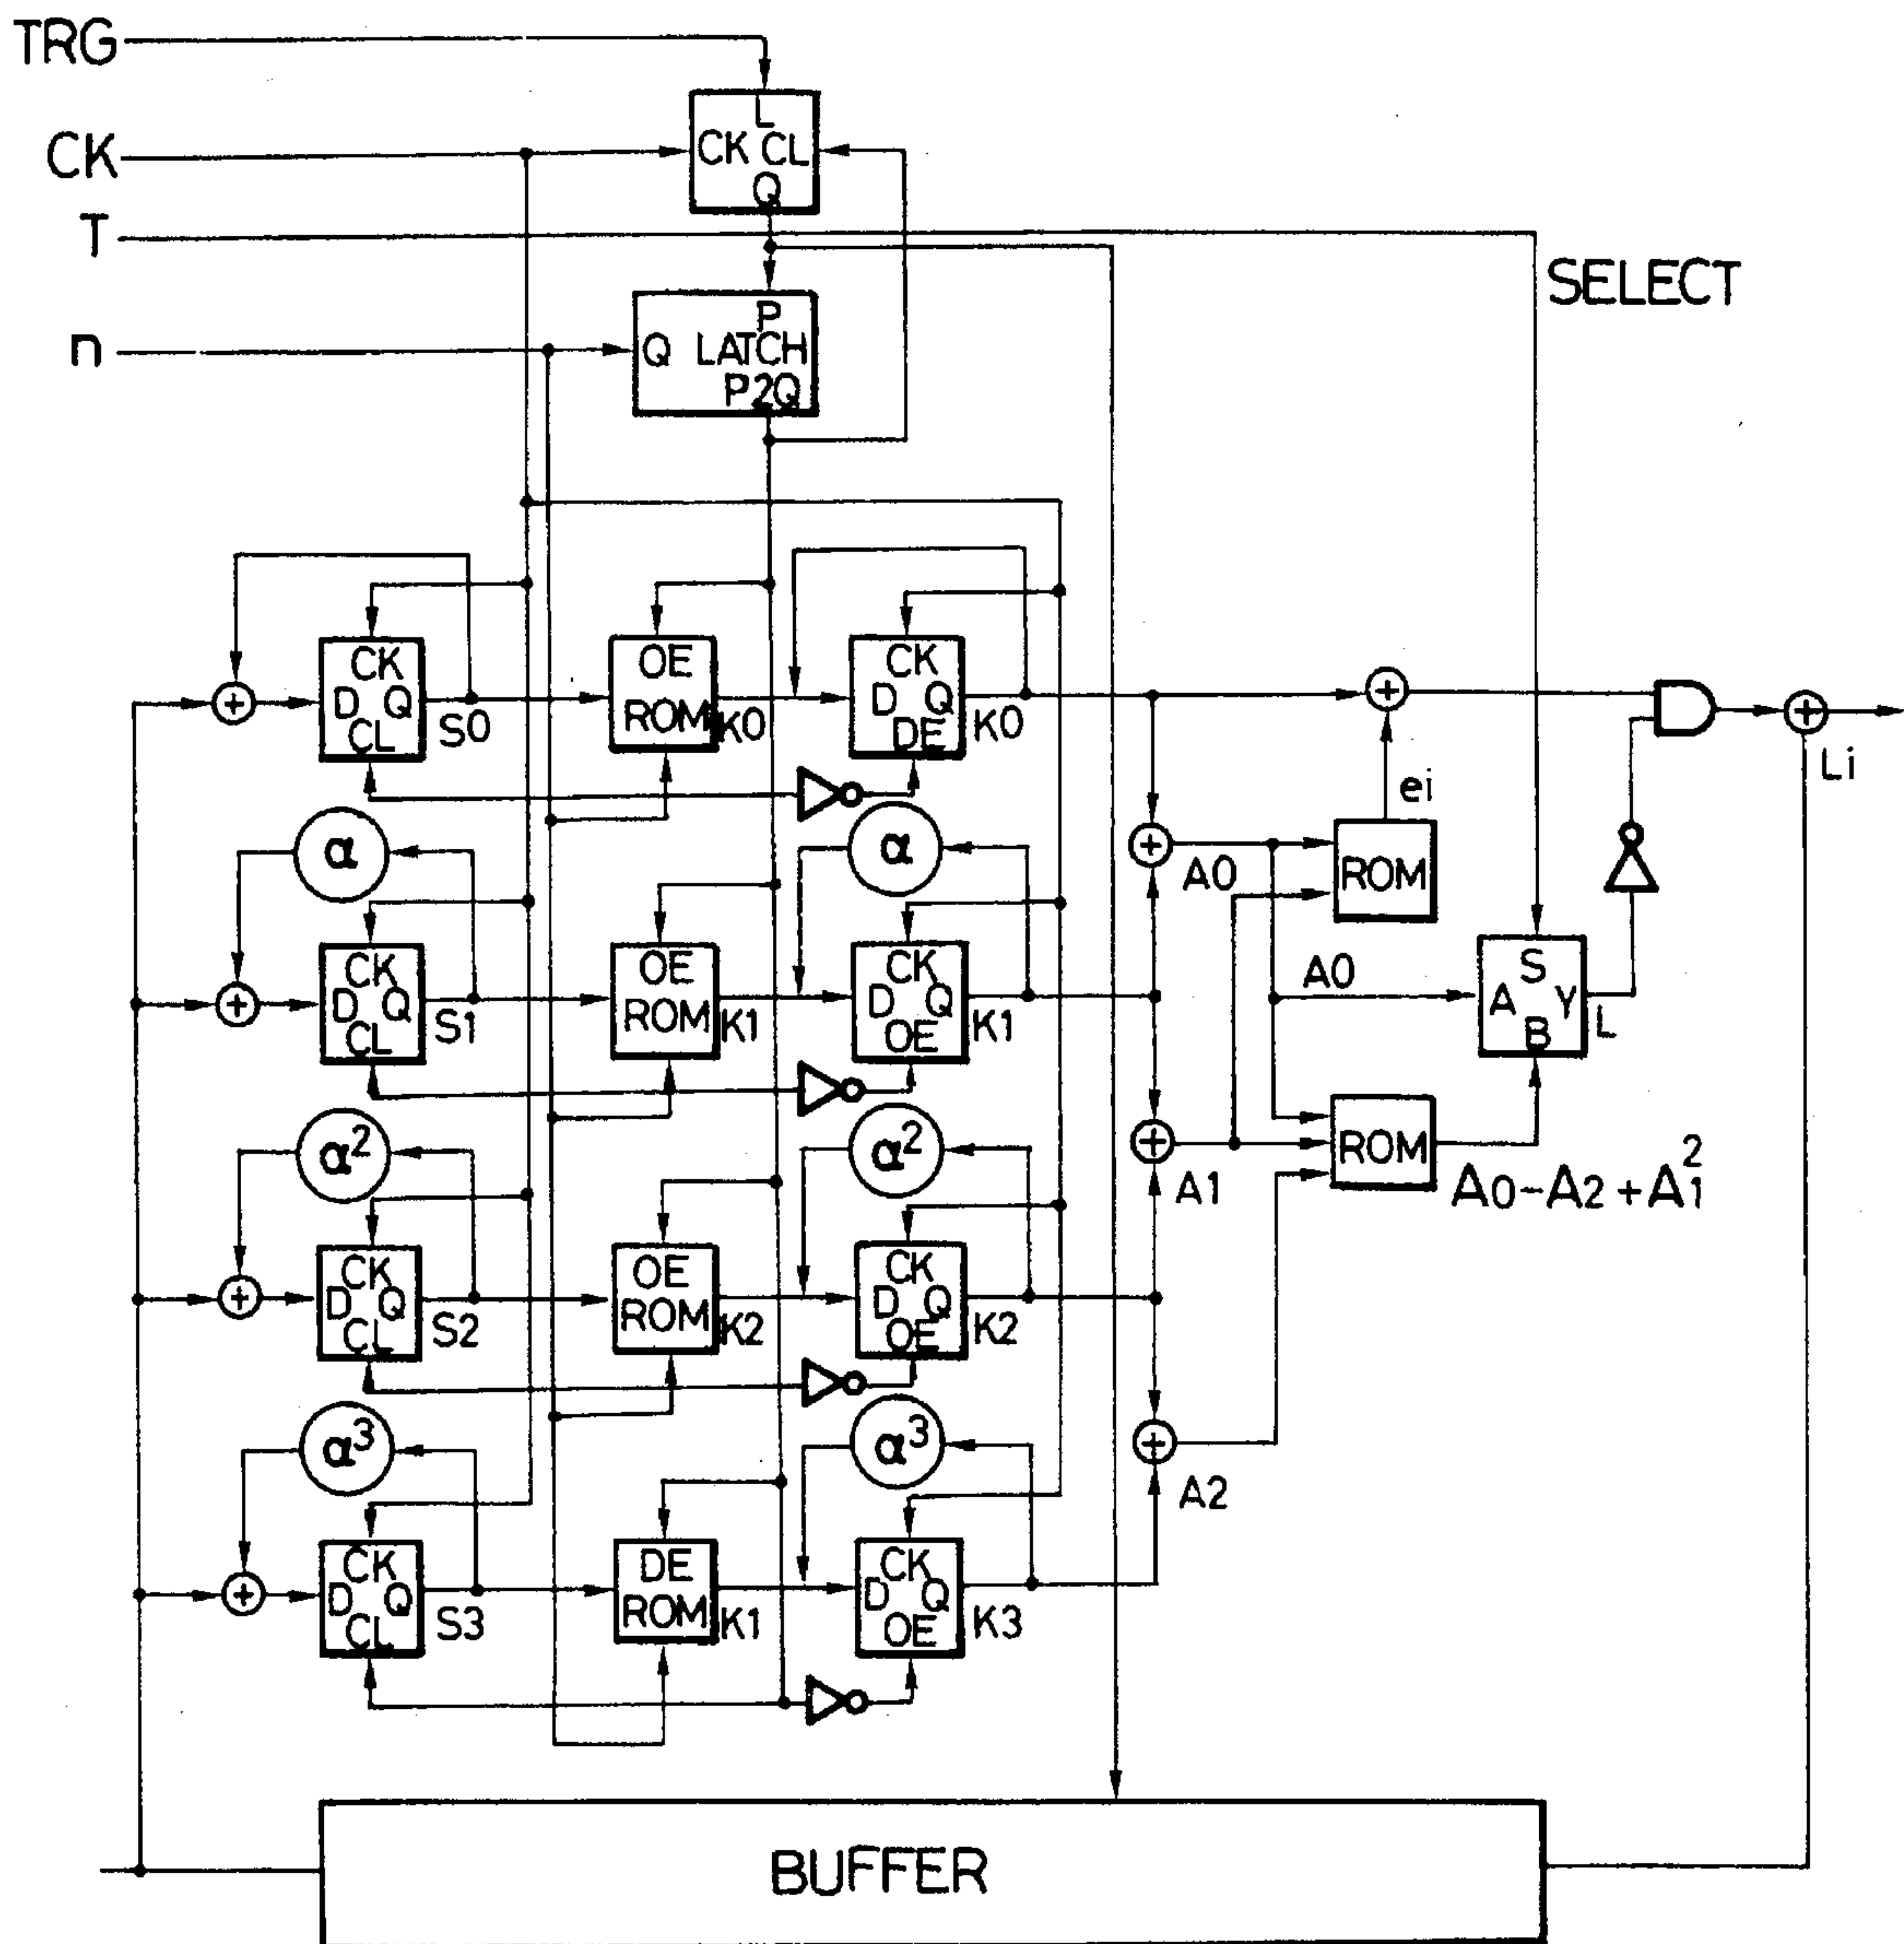 TRG
L
CK
CK CL
Q
T
SELECT
P
n
Q LATCH
P2Q
CK
D Q
CL
S0
OE
ROM
K0
CK
D Q
DE
K0
Li
ei
α
α
A0
ROM
CK
D Q
CL
S1
OE
ROM
K1
CK
D Q
OE
K1
A0
S
A Y
B
L
α2
α2
A1
ROM
A0-A2+A1 2
CK
D Q
CL
S2
OE
ROM
K2
CK
D Q
OE
K2
α3
α3
A2
CK
D Q
CL
S3
DE
ROM
K1
CK
D Q
OE
K3
BUFFER